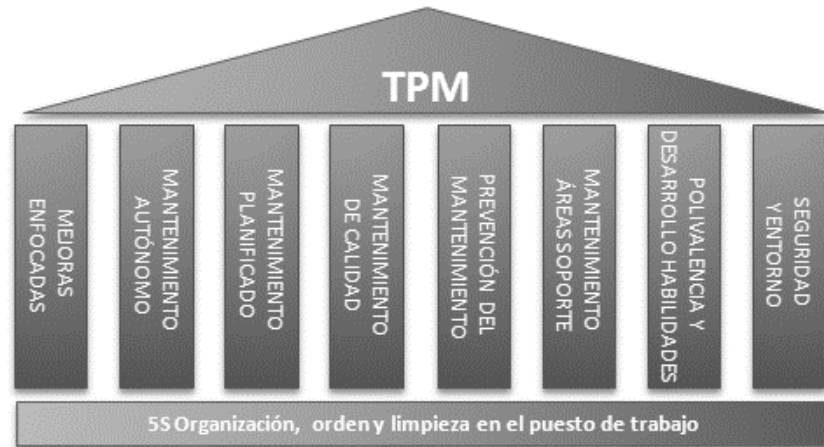 TPM
MEJORAS
ENFOCADAS
MANTENIMIENTO
AUTÓNOMO
MANTENIMIENTO
PLANIFICADO
MANTENIMIENTO
DE CALIDAD
PREVENCIÓN DEL
MANTENIMIENTO
MANTENIMIENTO
ÁREAS SOPORTE
POLIVALENCIA Y
DESARROLLO HABILIDADES
SEGURIDAD
Y ENTORNO
5S Organización, orden y limpieza en el puesto de trabajo